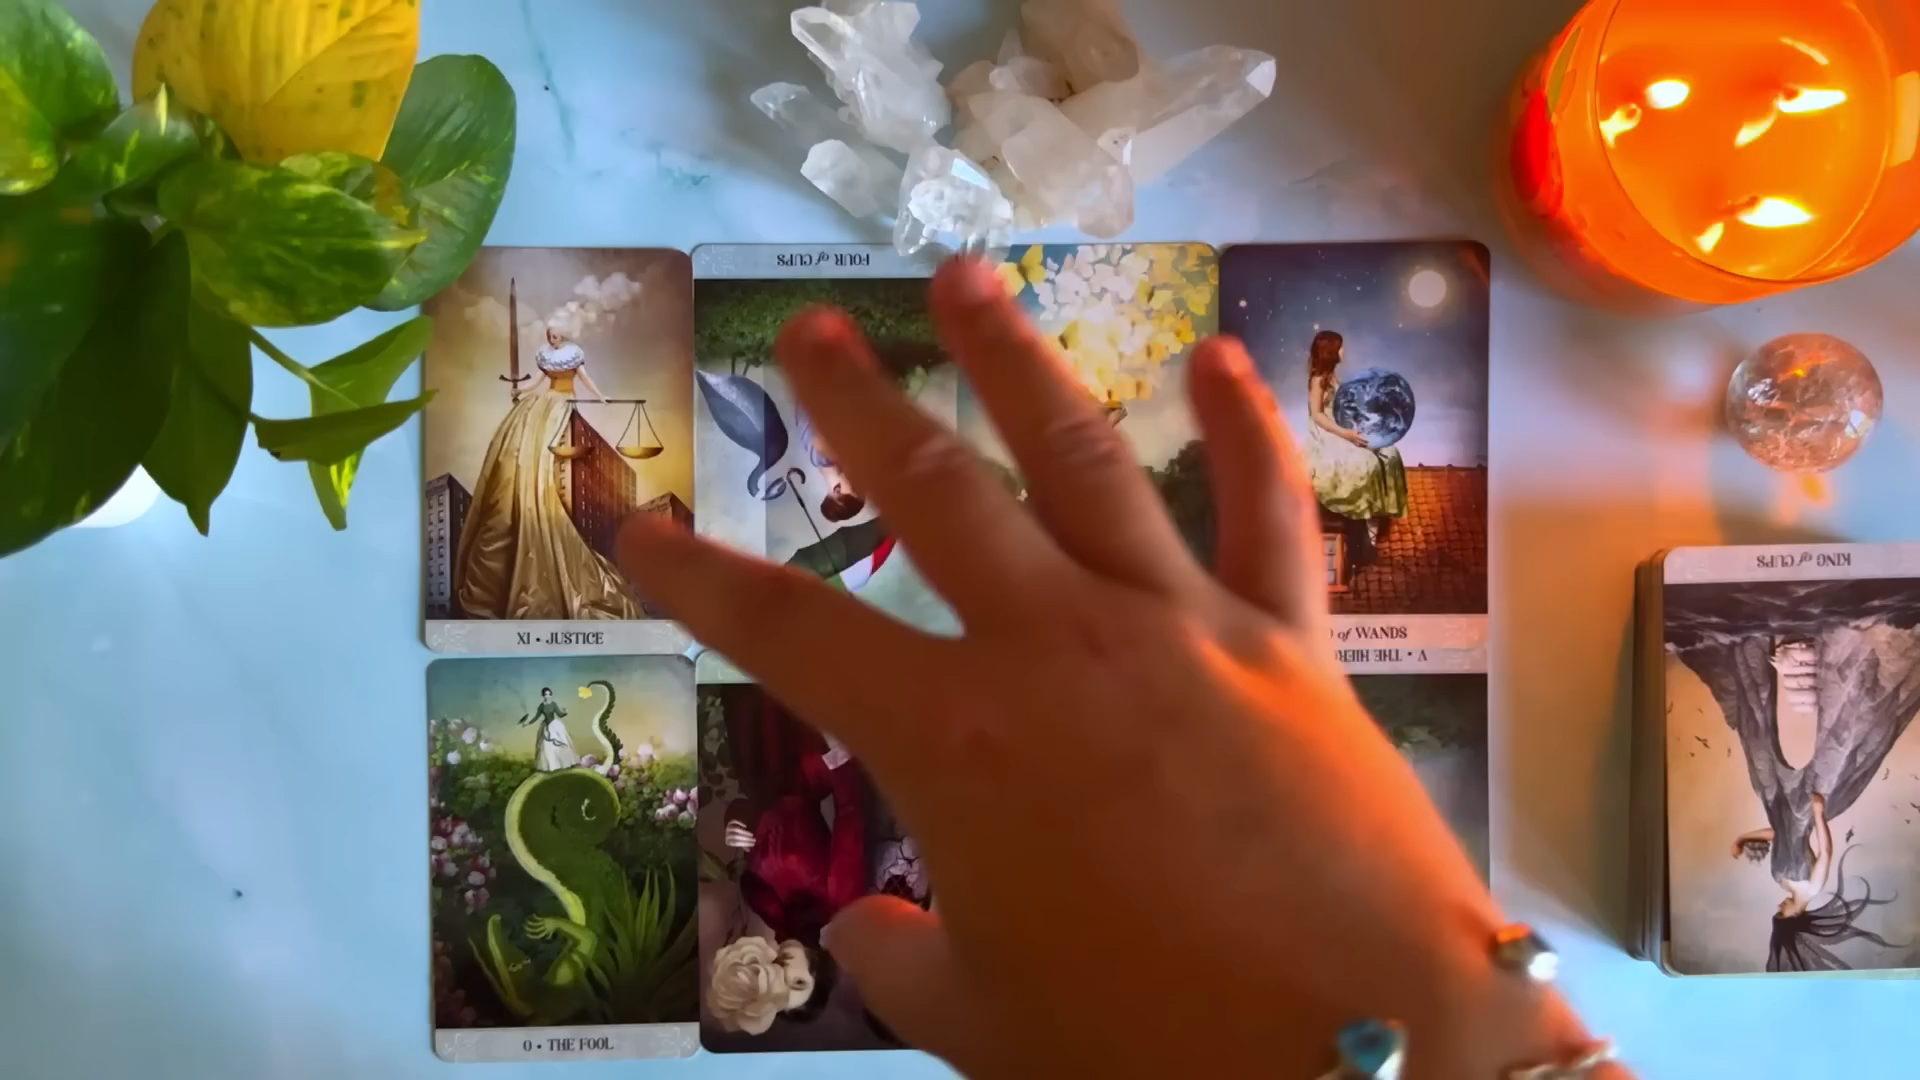 FOUR of CUPS
XI • JUSTICE
of WANDS
V • THE
KING of CUPS
0 • THE FOOL